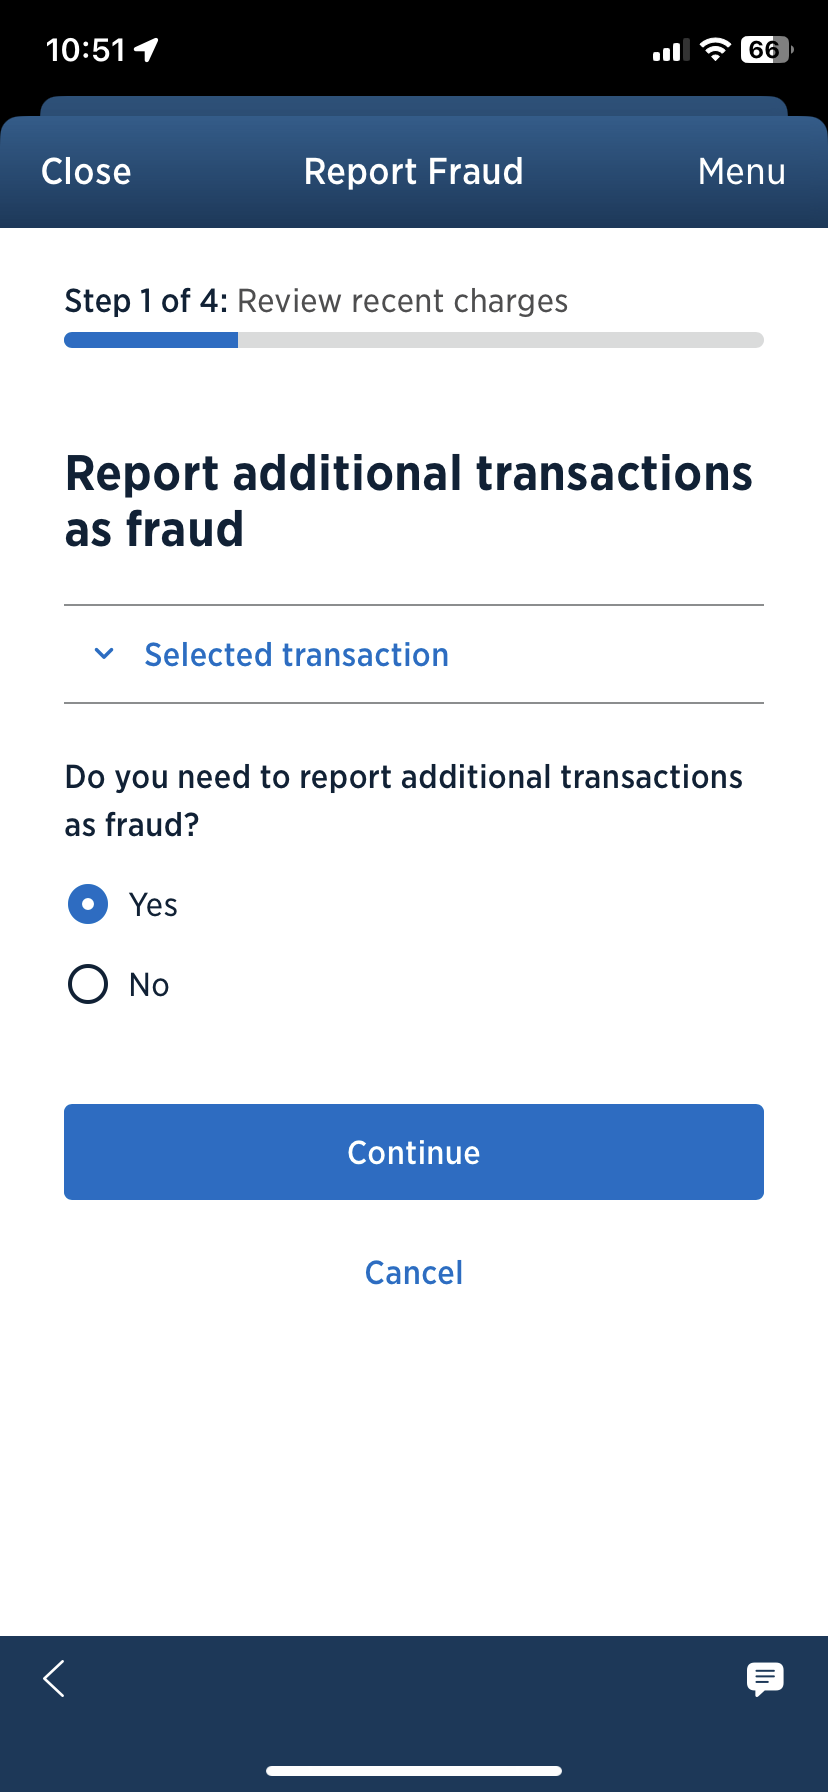 10:51
66
Close Report Fraud Menu
Step 1 of 4: Review recent charges
Report additional transactions
as fraud
Selected transaction
Do you need to report additional transactions
as fraud?
Yes
No
Continue
Cancel